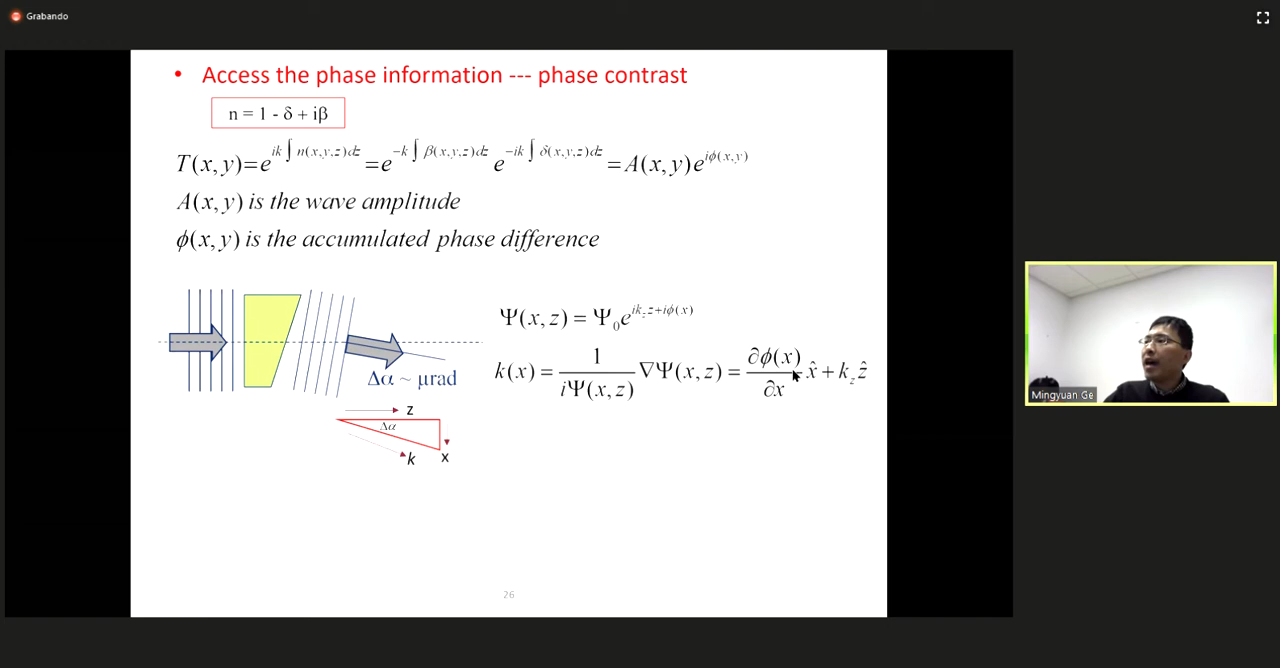 Grabando
• Access the phase information --- phase contrast
n = 1 - δ + iβ
T(x, y)=e^{ik∫n(x,y,z)dz} =e^{-k∫β(x,y,z)dz} e^{-ik∫δ(x,y,z)dz} = A(x, y)e^{iϕ(x,y)}
A(x, y) is the wave amplitude
ϕ(x, y) is the accumulated phase difference
Ψ(x, z) = Ψ₀e^{ik_z z+iϕ(x)}
k(x) = 1/(iΨ(x, z)) ∇Ψ(x, z) = ∂ϕ(x)/∂x x̂ + k_z ẑ
Δα ~ μrad
z
Δα
k
x
26
Mingyuan Ge